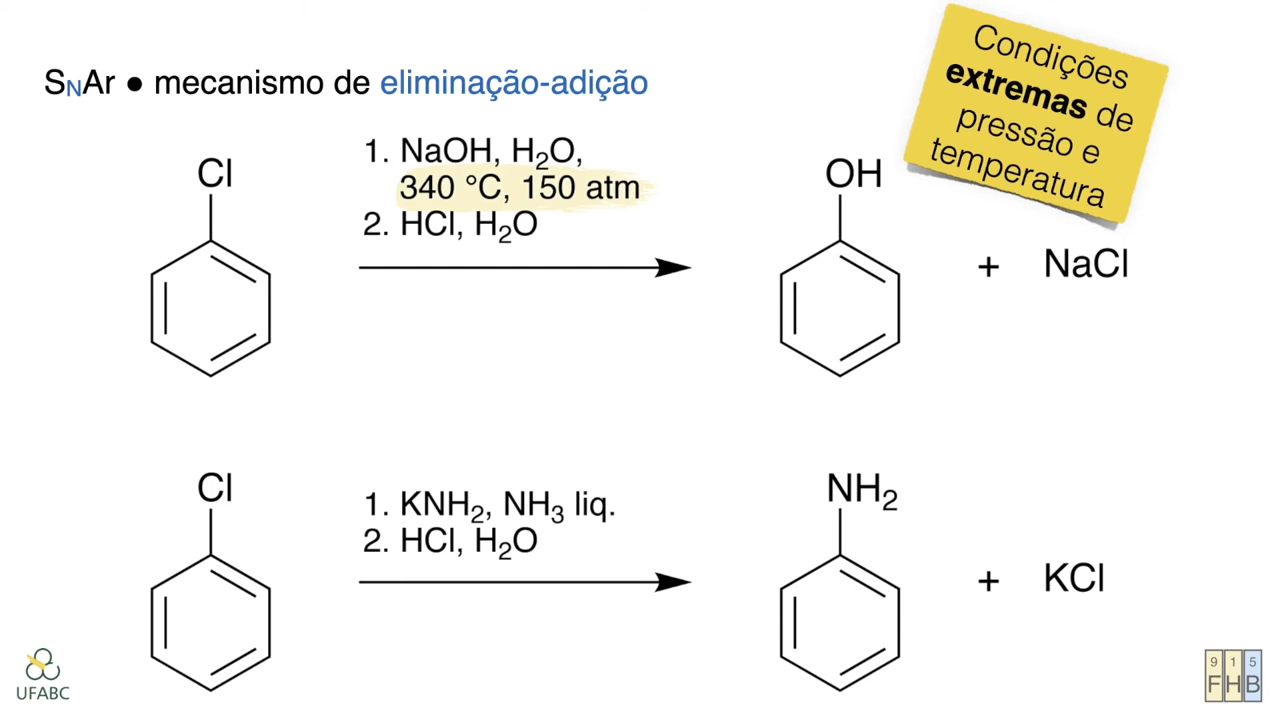 SNAr ● mecanismo de eliminação-adição
Condições
extremas de
pressão e
temperatura
Cl
1. NaOH, H2O,
340 °C, 150 atm
2. HCl, H2O
OH
+ NaCl
Cl
1. KNH2, NH3 liq.
2. HCl, H2O
NH2
+ KCl
UFABC
9 1 5
F H B